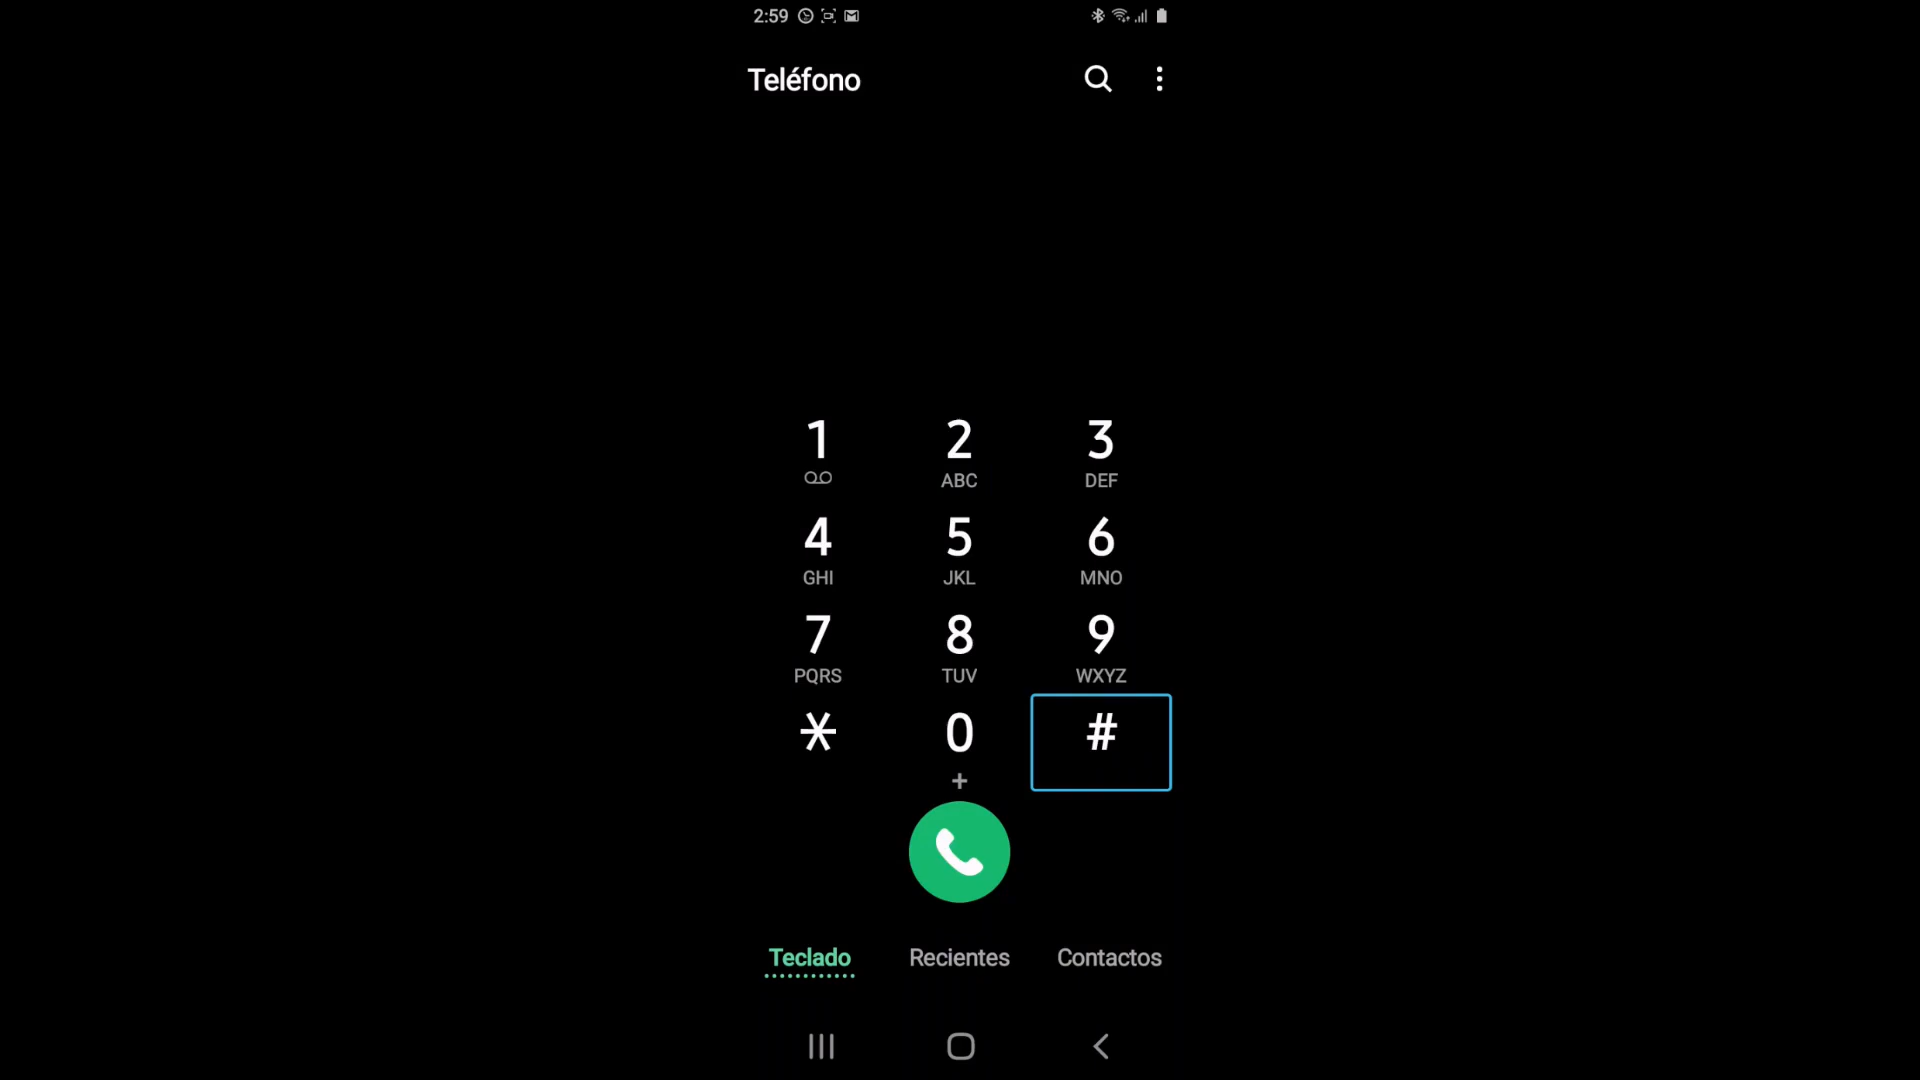 2:59
Teléfono
1 2 3
ABC DEF
4 5 6
GHI JKL MNO
7 8 9
PQRS TUV WXYZ
* 0 #
+
Teclado Recientes Contactos